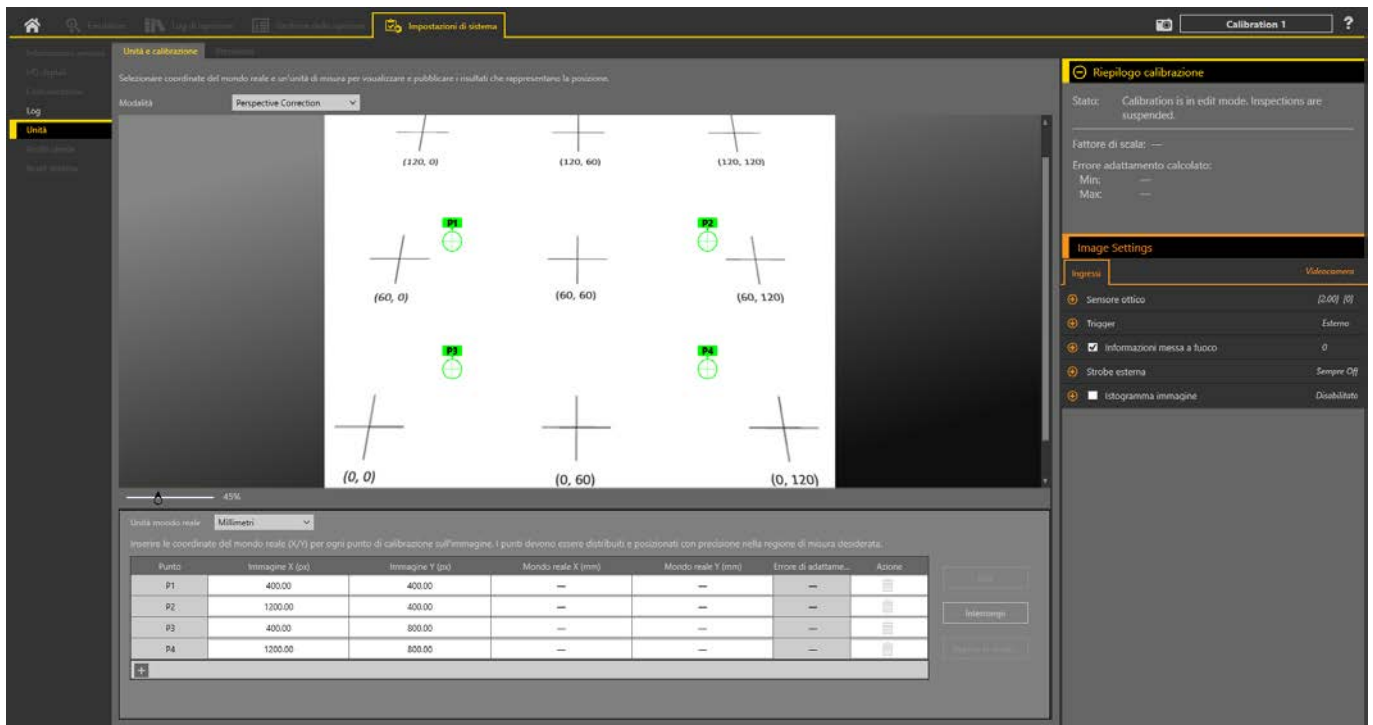 Impostazioni di sistema
Calibration 1
?
Unità e calibrazione
Selezionare coordinate del mondo reale e un'unità di misura per visualizzare e pubblicare i risultati che rappresentano la posizione.
Modalità
Perspective Correction
Log
Unità
(120, 0)
(120, 60)
(120, 120)
P1
P2
(60, 0)
(60, 60)
(60, 120)
P3
P4
(0, 0)
(0, 60)
(0, 120)
45%
Unità mondo reale
Millimetri
Inserire le coordinate del mondo reale (X/Y) per ogni punto di calibrazione sull'immagine. I punti devono essere distribuiti e posizionati con precisione nella regione di misura desiderata.
Punto Immagine X (px) Immagine Y (px) Mondo reale X (mm) Mondo reale Y (mm) Errore di adattame... Azione
P1 400.00 400.00 — — —
P2 1200.00 400.00 — — —
P3 400.00 800.00 — — —
P4 1200.00 800.00 — — —
+
Interrompi
Riepilogo calibrazione
Stato: Calibration is in edit mode. Inspections are
suspended.
Fattore di scala: —
Errore adattamento calcolato:
Min: —
Max: —
Image Settings
Ingressi
Videocamera
Sensore ottico [2.00] [0]
Trigger Esterno
Informazioni messa a fuoco 0
Strobe esterna Sempre Off
Istogramma immagine Disabilitato